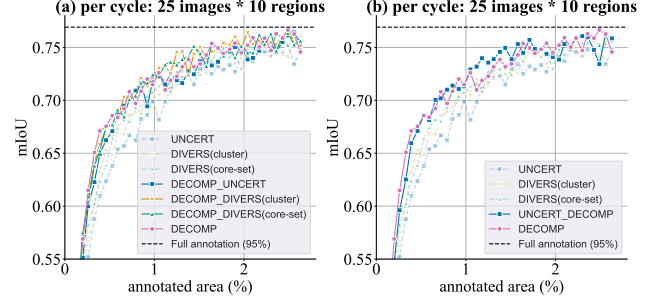 (a) per cycle: 25 images * 10 regions
mIoU
0.75
0.70
0.65
0.60
0.55
0
1
2
annotated area (%)
UNCERT
DIVERS(cluster)
DIVERS(core-set)
DECOMP_UNCERT
DECOMP_DIVERS(cluster)
DECOMP_DIVERS(core-set)
DECOMP
Full annotation (95%)
(b) per cycle: 25 images * 10 regions
mIoU
0.75
0.70
0.65
0.60
0.55
0
1
2
annotated area (%)
UNCERT
DIVERS(cluster)
DIVERS(core-set)
UNCERT_DECOMP
DECOMP
Full annotation (95%)